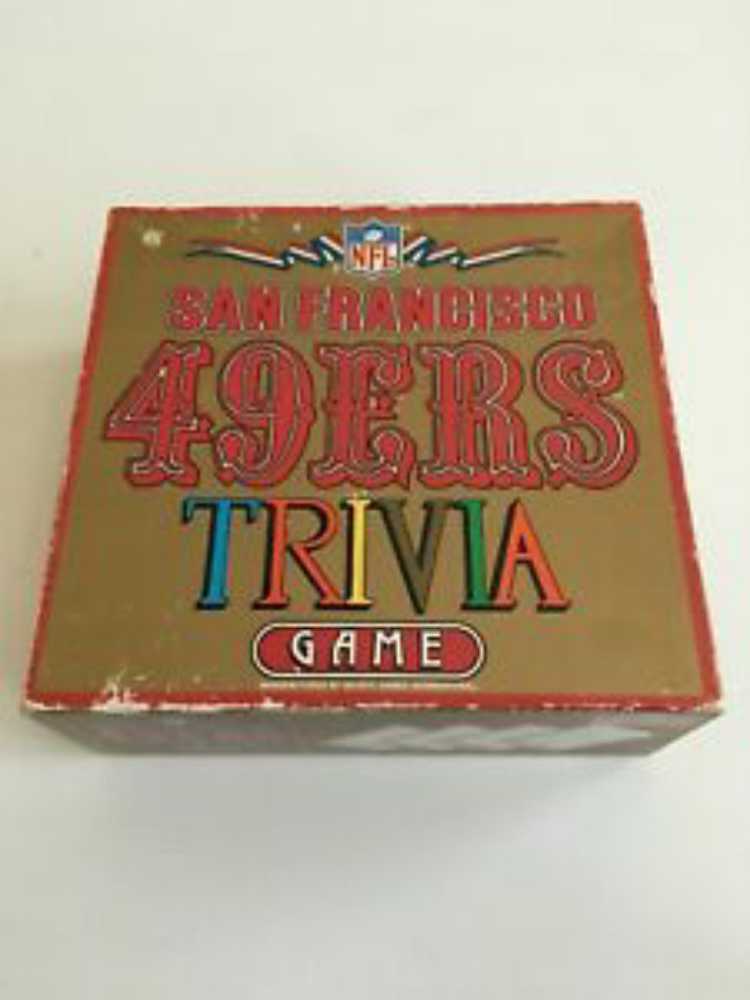 NFL
SAN FRANCISCO
49ERS
TRIVIA
GAME